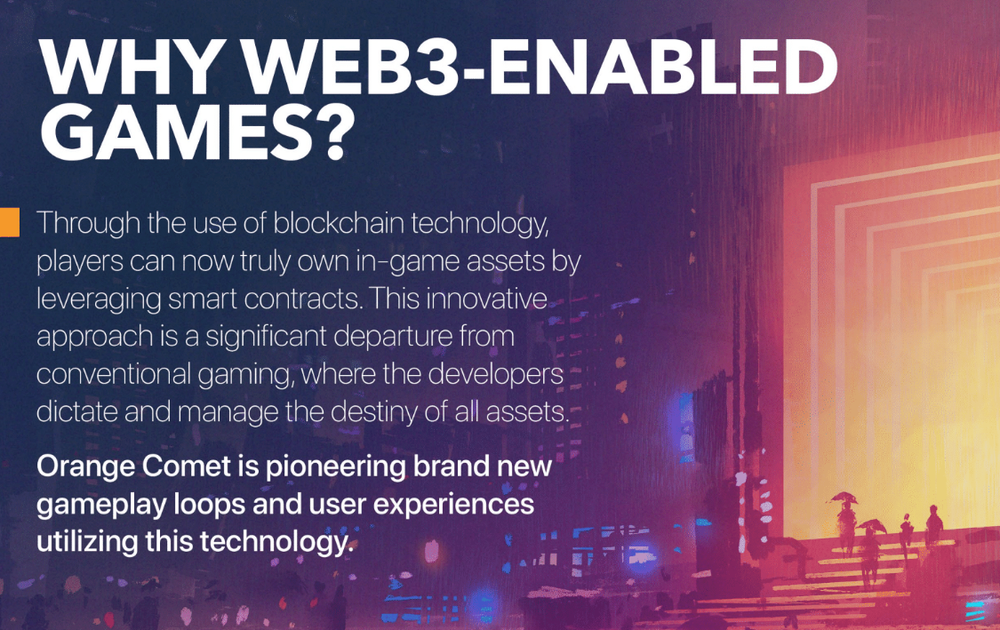 WHY WEB3-ENABLED
GAMES?
Through the use of blockchain technology,
players can now truly own in-game assets by
leveraging smart contracts. This innovative
approach is a significant departure from
conventional gaming, where the developers
dictate and manage the destiny of all assets.
Orange Comet is pioneering brand new
gameplay loops and user experiences
utilizing this technology.